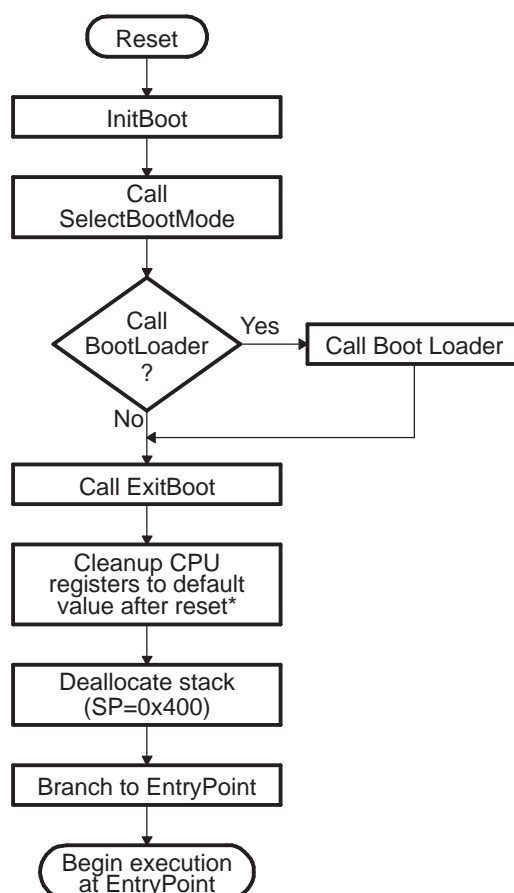 Reset
InitBoot
Call
SelectBootMode
Call
BootLoader
?
Yes
Call Boot Loader
No
Call ExitBoot
Cleanup CPU
registers to default
value after reset*
Deallocate stack
(SP=0x400)
Branch to EntryPoint
Begin execution
at EntryPoint